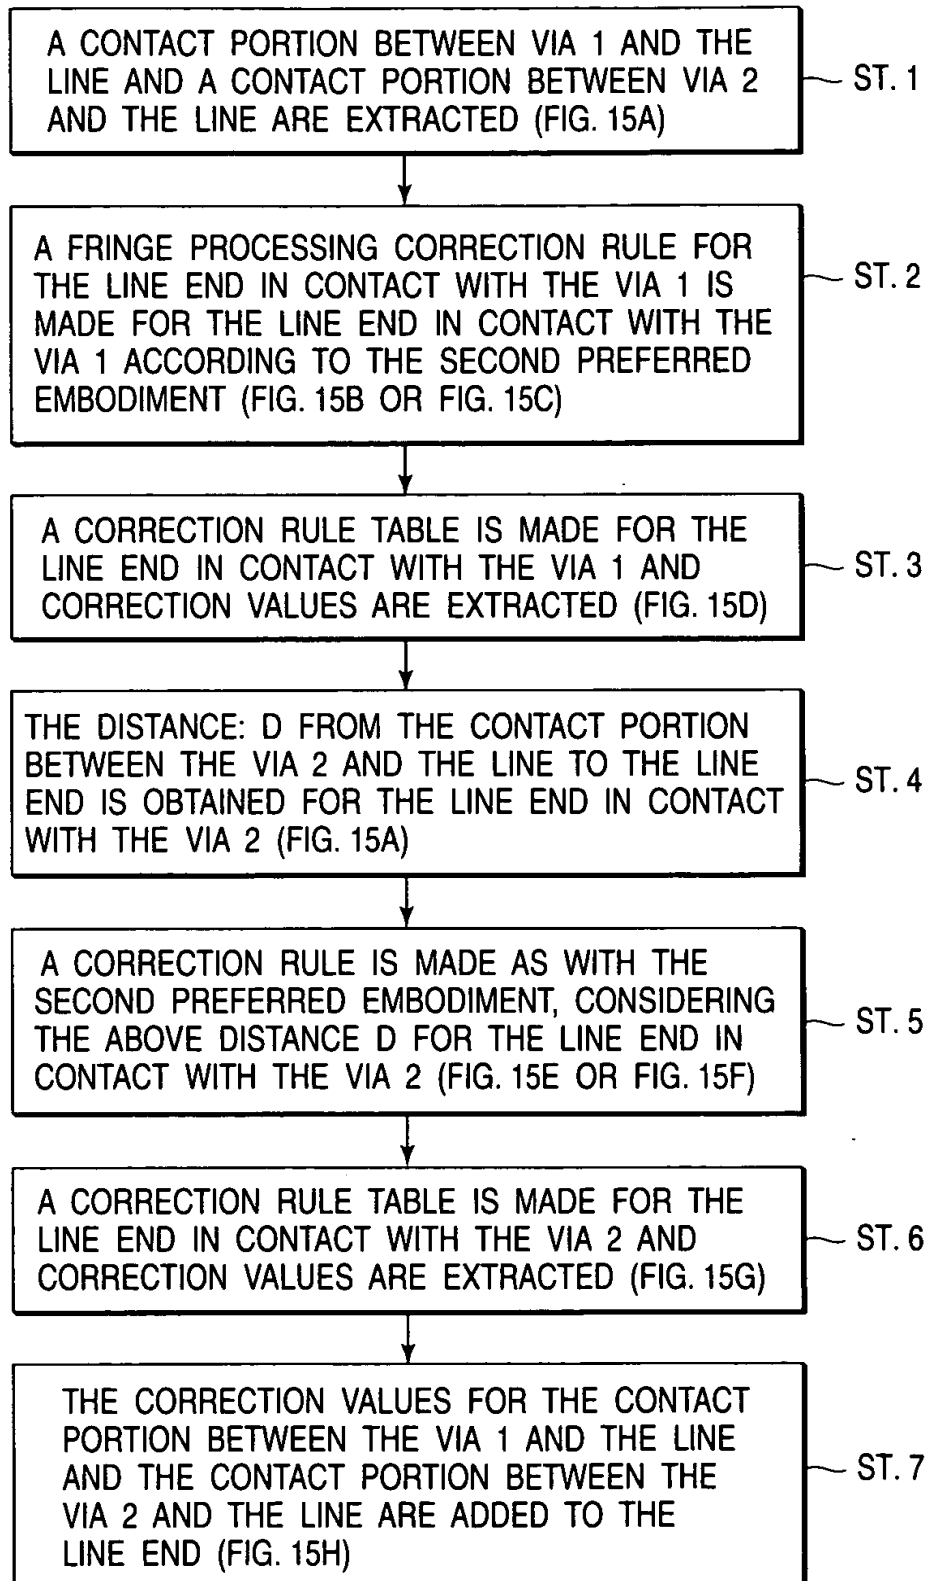 A CONTACT PORTION BETWEEN VIA 1 AND THE
LINE AND A CONTACT PORTION BETWEEN VIA 2
AND THE LINE ARE EXTRACTED (FIG. 15A)
ST. 1
A FRINGE PROCESSING CORRECTION RULE FOR
THE LINE END IN CONTACT WITH THE VIA 1 IS
MADE FOR THE LINE END IN CONTACT WITH THE
VIA 1 ACCORDING TO THE SECOND PREFERRED
EMBODIMENT (FIG. 15B OR FIG. 15C)
ST. 2
A CORRECTION RULE TABLE IS MADE FOR THE
LINE END IN CONTACT WITH THE VIA 1 AND
CORRECTION VALUES ARE EXTRACTED (FIG. 15D)
ST. 3
THE DISTANCE: D FROM THE CONTACT PORTION
BETWEEN THE VIA 2 AND THE LINE TO THE LINE
END IS OBTAINED FOR THE LINE END IN CONTACT
WITH THE VIA 2 (FIG. 15A)
ST. 4
A CORRECTION RULE IS MADE AS WITH THE
SECOND PREFERRED EMBODIMENT, CONSIDERING
THE ABOVE DISTANCE D FOR THE LINE END IN
CONTACT WITH THE VIA 2 (FIG. 15E OR FIG. 15F)
ST. 5
A CORRECTION RULE TABLE IS MADE FOR THE
LINE END IN CONTACT WITH THE VIA 2 AND
CORRECTION VALUES ARE EXTRACTED (FIG. 15G)
ST. 6
THE CORRECTION VALUES FOR THE CONTACT
PORTION BETWEEN THE VIA 1 AND THE LINE
AND THE CONTACT PORTION BETWEEN THE
VIA 2 AND THE LINE ARE ADDED TO THE
LINE END (FIG. 15H)
ST. 7